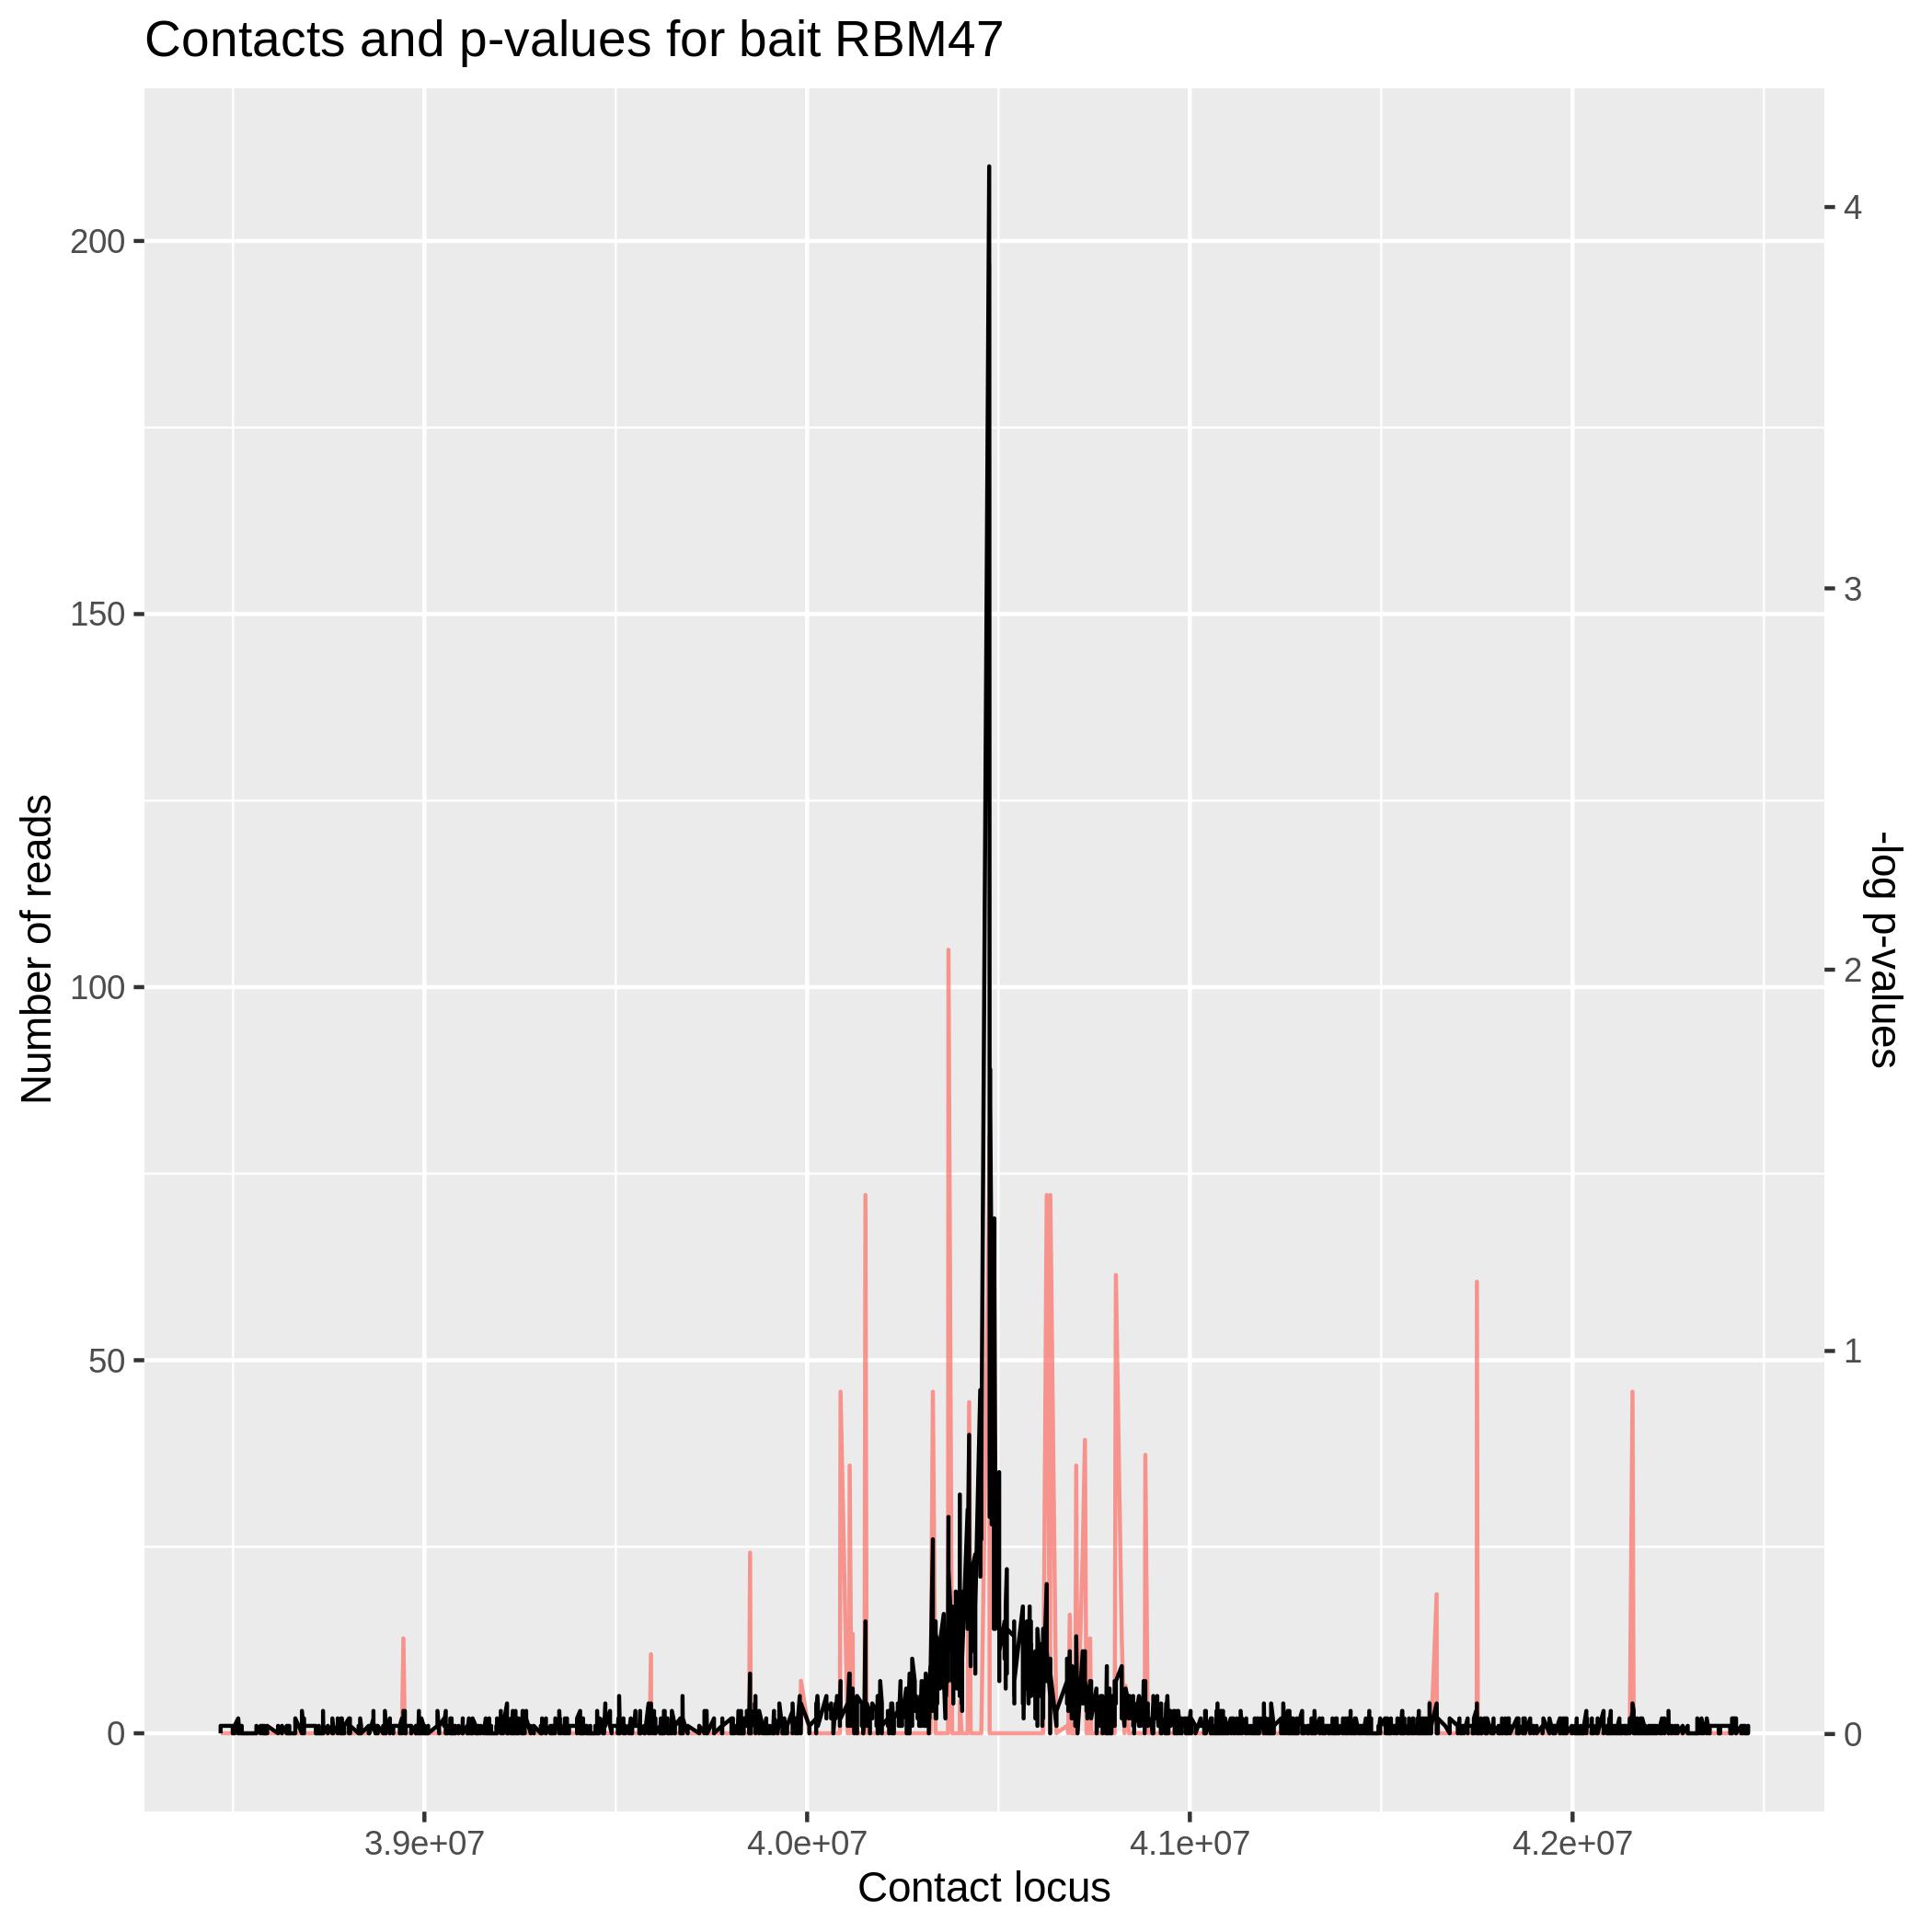 Contacts and p-values for bait RBM47
200
150
100
50
0
4
3
2
1
0
Number of reads
-log p-values
3.9e+07
4.0e+07
4.1e+07
4.2e+07
Contact locus